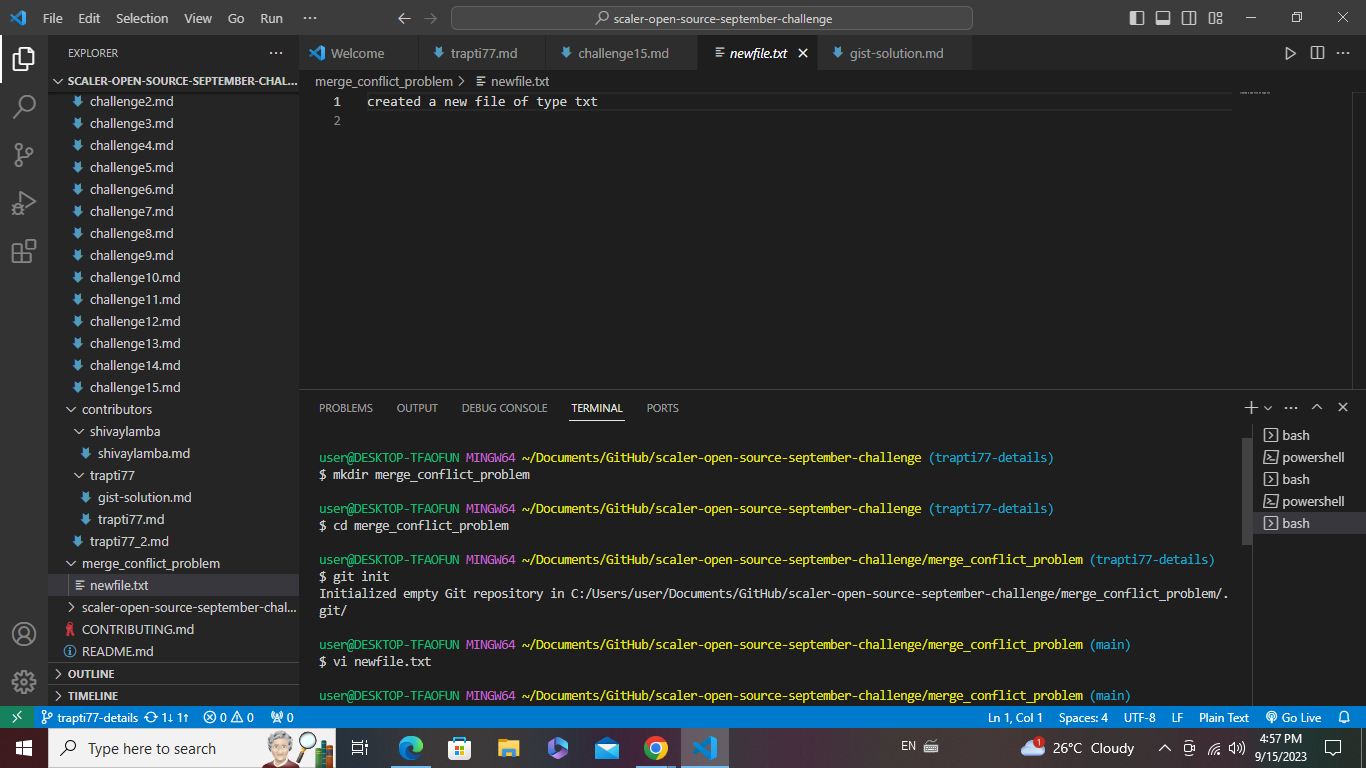 File Edit Selection View Go Run ···
scaler-open-source-september-challenge
EXPLORER
Welcome
trapti77.md
challenge15.md
newfile.txt
gist-solution.md
SCALER-OPEN-SOURCE-SEPTEMBER-CHAL...
merge_conflict_problem > newfile.txt
challenge2.md
challenge3.md
challenge4.md
challenge5.md
challenge6.md
challenge7.md
challenge8.md
challenge9.md
challenge10.md
challenge11.md
challenge12.md
challenge13.md
challenge14.md
challenge15.md
contributors
shivaylamba
shivaylamba.md
trapti77
gist-solution.md
trapti77.md
trapti77_2.md
merge_conflict_problem
newfile.txt
scaler-open-source-september-chal...
CONTRIBUTING.md
README.md
OUTLINE
TIMELINE
1 created a new file of type txt
2
PROBLEMS OUTPUT DEBUG CONSOLE TERMINAL PORTS
user@DESKTOP-TFAOFUN MINGW64 ~/Documents/GitHub/scaler-open-source-september-challenge (trapti77-details)
$ mkdir merge_conflict_problem
user@DESKTOP-TFAOFUN MINGW64 ~/Documents/GitHub/scaler-open-source-september-challenge (trapti77-details)
$ cd merge_conflict_problem
user@DESKTOP-TFAOFUN MINGW64 ~/Documents/GitHub/scaler-open-source-september-challenge/merge_conflict_problem (trapti77-details)
$ git init
Initialized empty Git repository in C:/Users/user/Documents/GitHub/scaler-open-source-september-challenge/merge_conflict_problem/.
git/
user@DESKTOP-TFAOFUN MINGW64 ~/Documents/GitHub/scaler-open-source-september-challenge/merge_conflict_problem (main)
$ vi newfile.txt
user@DESKTOP-TFAOFUN MINGW64 ~/Documents/GitHub/scaler-open-source-september-challenge/merge_conflict_problem (main)
bash
powershell
bash
powershell
bash
trapti77-details 1↓ 1↑ 0 0 0
Ln 1, Col 1 Spaces: 4 UTF-8 LF Plain Text Go Live
Type here to search
EN
1
26°C Cloudy
4:57 PM
9/15/2023